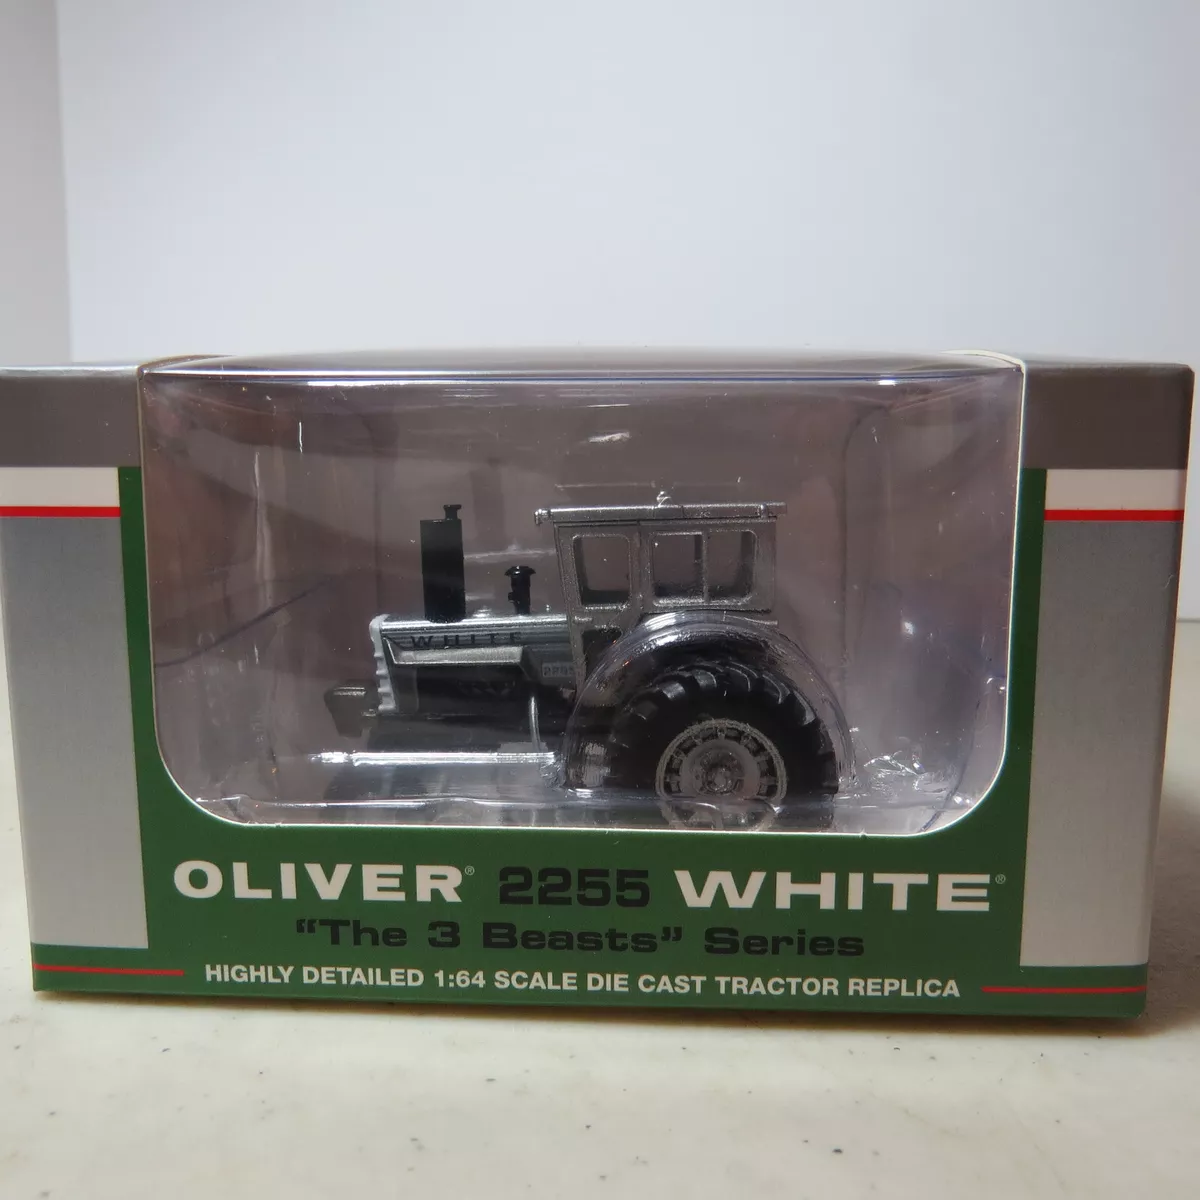 WHITE
OLIVER® 2255 WHITE®
“The 3 Beasts” Series
HIGHLY DETAILED 1:64 SCALE DIE CAST TRACTOR REPLICA